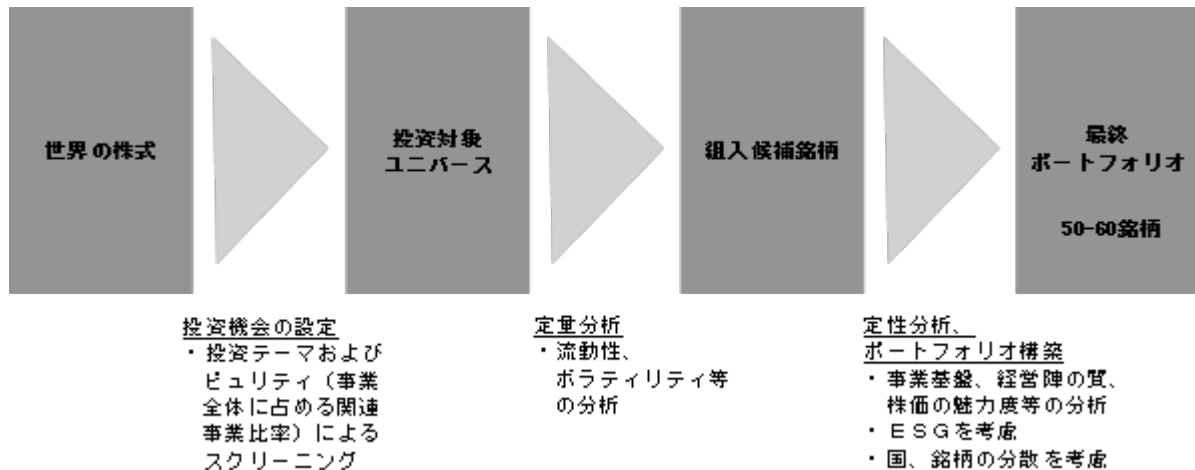 世界の株式
投資対象
ユニバース
組入候補銘柄
最終
ポートフォリオ
50-60銘柄
投資機会の設定
・投資テーマおよび
ピュリティ（事業
全体に占める関連
事業比率）による
スクリーニング
定量分析
・流動性、
ボラティリティ等
の分析
定性分析、
ポートフォリオ構築
・事業基盤、経営陣の質、
株価の魅力度等の分析
・ＥＳＧを考慮
・国、銘柄の分散を考慮